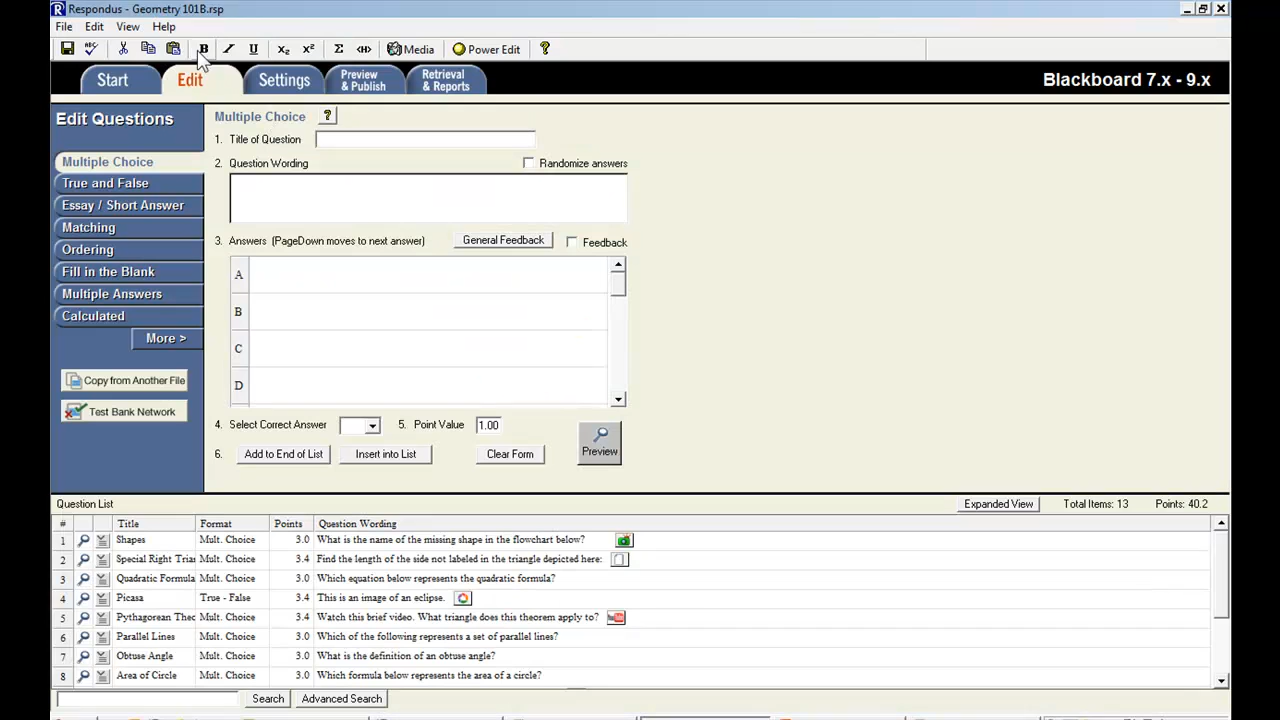 Respondus - Geometry 101B.rsp
File Edit View Help
ABC B I U X₂ X² Σ <H> Media Power Edit ?
Start Edit Settings Preview & Publish Retrieval & Reports Blackboard 7.x - 9.x
Edit Questions
Multiple Choice
True and False
Essay / Short Answer
Matching
Ordering
Fill in the Blank
Multiple Answers
Calculated
More >
Copy from Another File
Test Bank Network
Multiple Choice ?
1. Title of Question
2. Question Wording Randomize answers
3. Answers (PageDown moves to next answer) General Feedback Feedback
A
B
C
D
4. Select Correct Answer 5. Point Value 1.00
6. Add to End of List Insert into List Clear Form Preview
Question List Expanded View Total Items: 13 Points: 40.2
# Title Format Points Question Wording
1 Shapes Mult. Choice 3.0 What is the name of the missing shape in the flowchart below?
2 Special Right Tria Mult. Choice 3.4 Find the length of the side not labeled in the triangle depicted here:
3 Quadratic Formula Mult. Choice 3.0 Which equation below represents the quadratic formula?
4 Picasa True - False 3.4 This is an image of an eclipse.
5 Pythagorean Thec Mult. Choice 3.4 Watch this brief video. What triangle does this theorem apply to?
6 Parallel Lines Mult. Choice 3.0 Which of the following represents a set of parallel lines?
7 Obtuse Angle Mult. Choice 3.0 What is the definition of an obtuse angle?
8 Area of Circle Mult. Choice 3.0 Which formula below represents the area of a circle?
Search Advanced Search